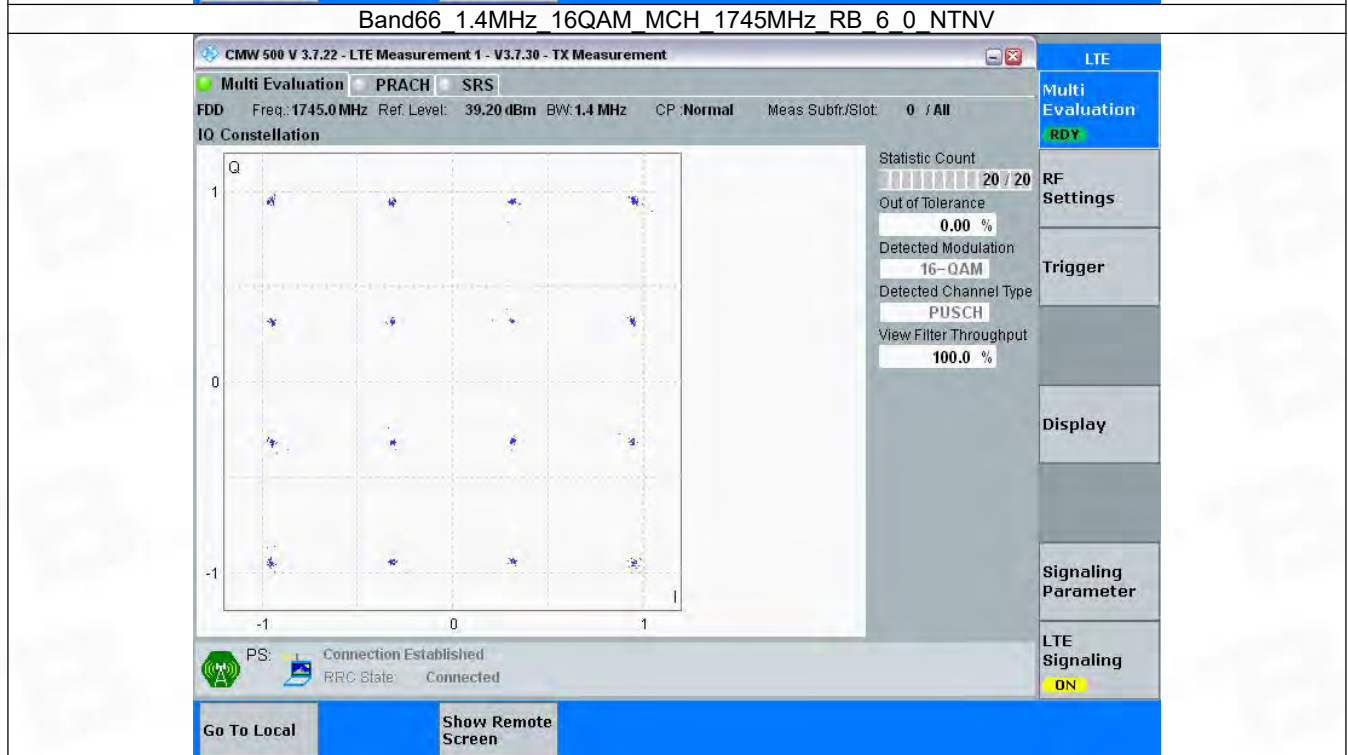 Band66_1.4MHz_16QAM_MCH_1745MHz_RB_6_0_NTNV
CMW 500 V 3.7.22 - LTE Measurement 1 - V3.7.30 - TX Measurement
LTE
Multi Evaluation PRACH SRS
Multi
Evaluation
RDY
FDD Freq.:1745.0 MHz Ref. Level: 39.20 dBm BW:1.4 MHz CP :Normal Meas Subfr./Slot: 0 / All
IQ Constellation
Q
1
0
-1
-1 0 1
I
Statistic Count
20 / 20
Out of Tolerance
0.00 %
Detected Modulation
16-QAM
Detected Channel Type
PUSCH
View Filter Throughput
100.0 %
RF
Settings
Trigger
Display
Signaling
Parameter
LTE
Signaling
ON
PS: Connection Established
RRC State: Connected
Go To Local
Show Remote
Screen